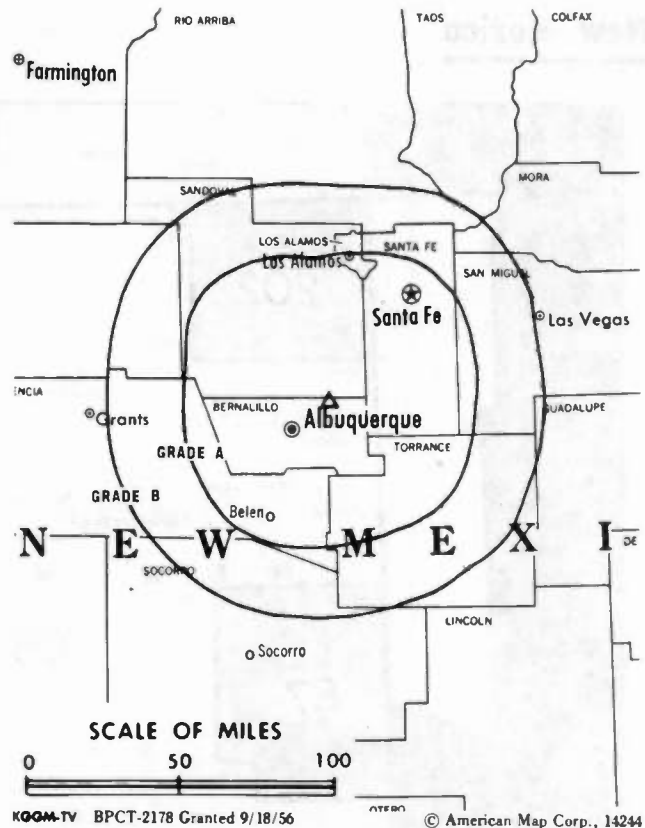 RIO ARRIBA
TAOS
COLFAX
Farmington
MORA
SANDOVAL
LOS ALAMOS
SANTA FE
Los Alamos
SAN MIGUEL
Santa Fe
Las Vegas
ENCIA
BERNALILLO
GUADALUPE
Grants
Albuquerque
GRADE A
TORRANCE
GRADE B
Belen
N E W M E X I
DE
SOCORRO
LINCOLN
Socorro
SCALE OF MILES
0 50 100
OTERO
KGGM-TV BPCT-2178 Granted 9/18/56
© American Map Corp., 14244